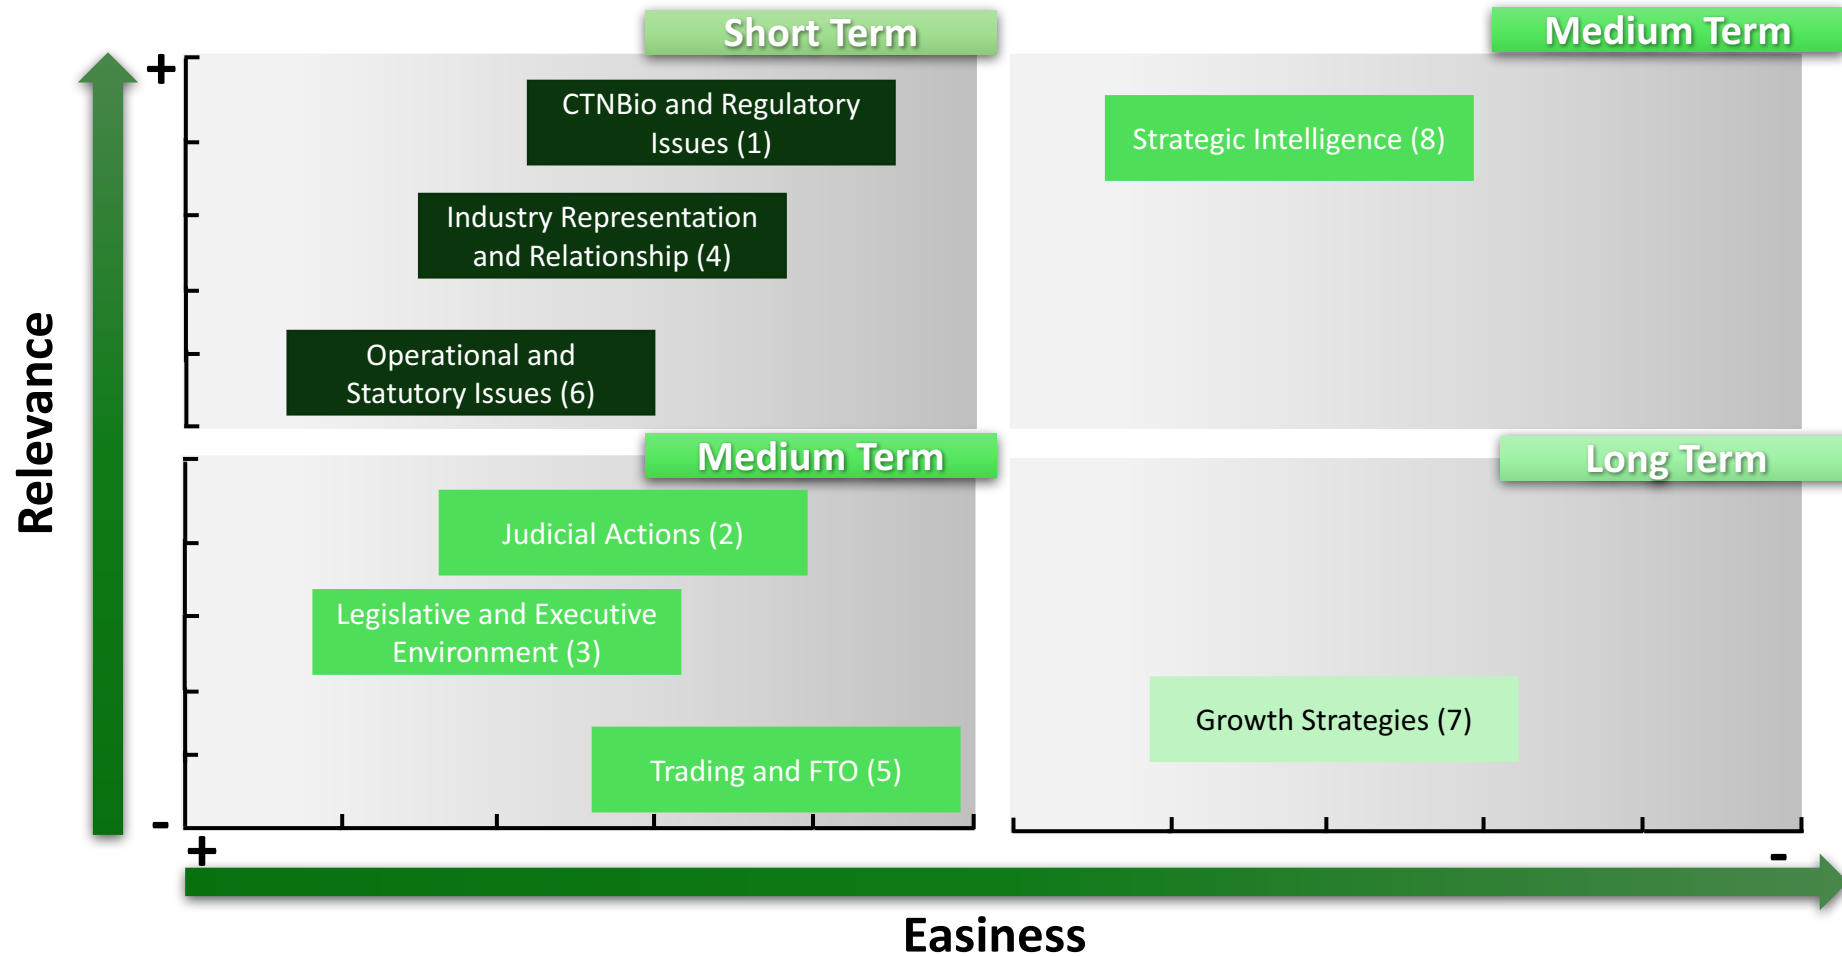 Short Term
Medium Term
+
CTNBio and Regulatory
Issues (1)
Strategic Intelligence (8)
Industry Representation
and Relationship (4)
Operational and
Statutory Issues (6)
Relevance
Medium Term
Long Term
Judicial Actions (2)
Legislative and Executive
Environment (3)
Growth Strategies (7)
Trading and FTO (5)
-
+
-
Easiness